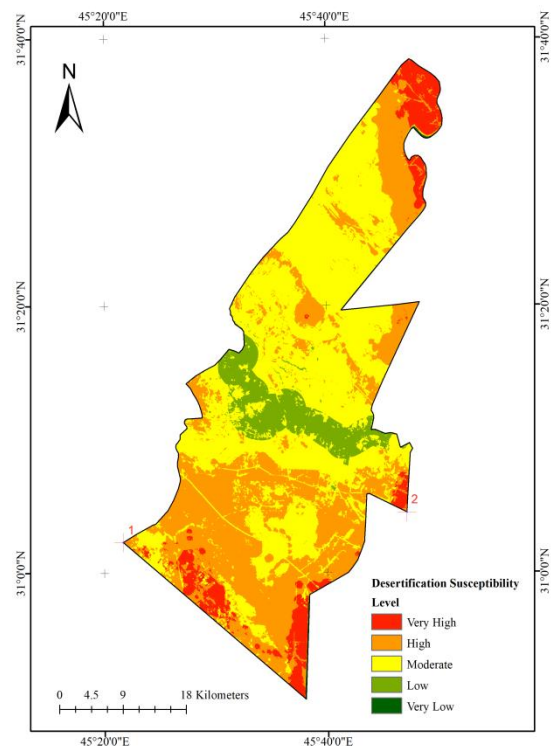 45°20'0"E 45°40'0"E
31°40'0"N 31°40'0"N
N
31°20'0"N 31°20'0"N
1
2
31°0'0"N 31°0'0"N
Desertification Susceptibility
Level
Very High
High
Moderate
Low
Very Low
0 4.5 9 18 Kilometers
45°20'0"E 45°40'0"E